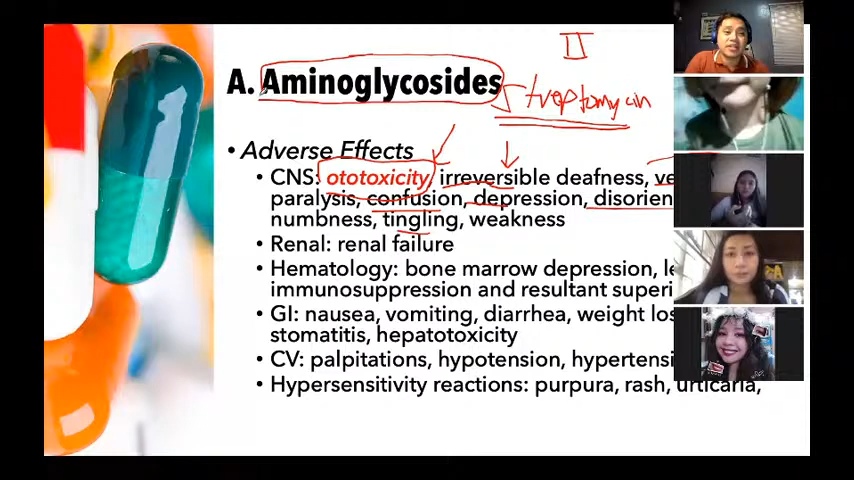 II
A. Aminoglycosides
Streptomycin
• Adverse Effects
• CNS: ototoxicity, irreversible deafness, ve
paralysis, confusion, depression, disorien
numbness, tingling, weakness
• Renal: renal failure
• Hematology: bone marrow depression, le
immunosuppression and resultant superi
• GI: nausea, vomiting, diarrhea, weight los
stomatitis, hepatotoxicity
• CV: palpitations, hypotension, hypertensi
• Hypersensitivity reactions: purpura, rash, urticaria,